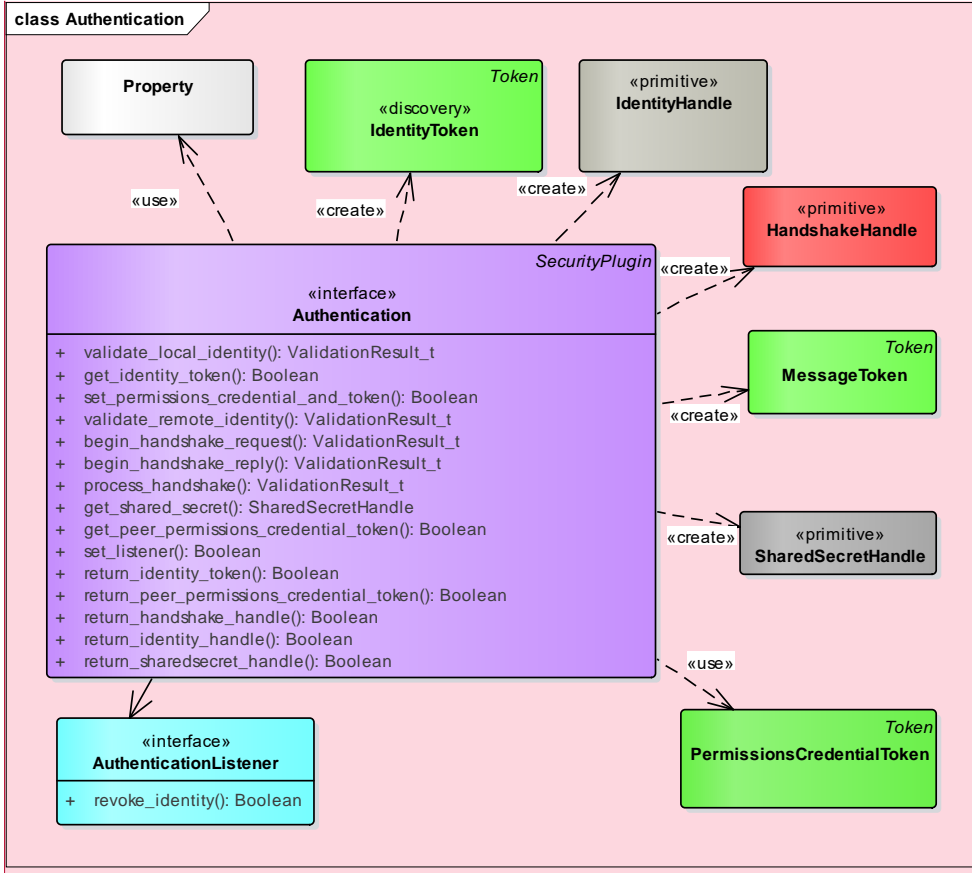 class Authentication
Property
Token
«discovery»
IdentityToken
«primitive»
IdentityHandle
«use»
«create»
«create»
«primitive»
HandshakeHandle
SecurityPlugin
«create»
«interface»
Authentication
+ validate_local_identity(): ValidationResult_t
+ get_identity_token(): Boolean
+ set_permissions_credential_and_token(): Boolean
+ validate_remote_identity(): ValidationResult_t
+ begin_handshake_request(): ValidationResult_t
+ begin_handshake_reply(): ValidationResult_t
+ process_handshake(): ValidationResult_t
+ get_shared_secret(): SharedSecretHandle
+ get_peer_permissions_credential_token(): Boolean
+ set_listener(): Boolean
+ return_identity_token(): Boolean
+ return_peer_permissions_credential_token(): Boolean
+ return_handshake_handle(): Boolean
+ return_identity_handle(): Boolean
+ return_sharedsecret_handle(): Boolean
Token
MessageToken
«create»
«primitive»
SharedSecretHandle
«create»
«use»
Token
PermissionsCredentialToken
«interface»
AuthenticationListener
+ revoke_identity(): Boolean